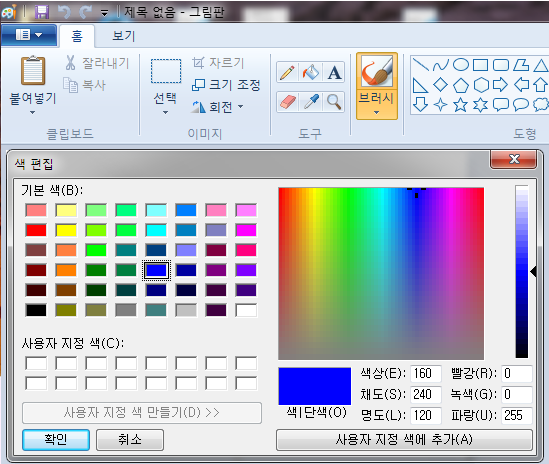 제목 없음 - 그림판
홈 보기
붙여넣기
잘라내기
복사
클립보드
선택
자르기
크기 조정
회전
이미지
A
도구
브러시
도형
색 편집
기본 색(B):
사용자 지정 색(C):
사용자 지정 색 만들기(D) >>
확인 취소
색|단색(O)
색상(E): 160 빨강(R): 0
채도(S): 240 녹색(G): 0
명도(L): 120 파랑(U): 255
사용자 지정 색에 추가(A)